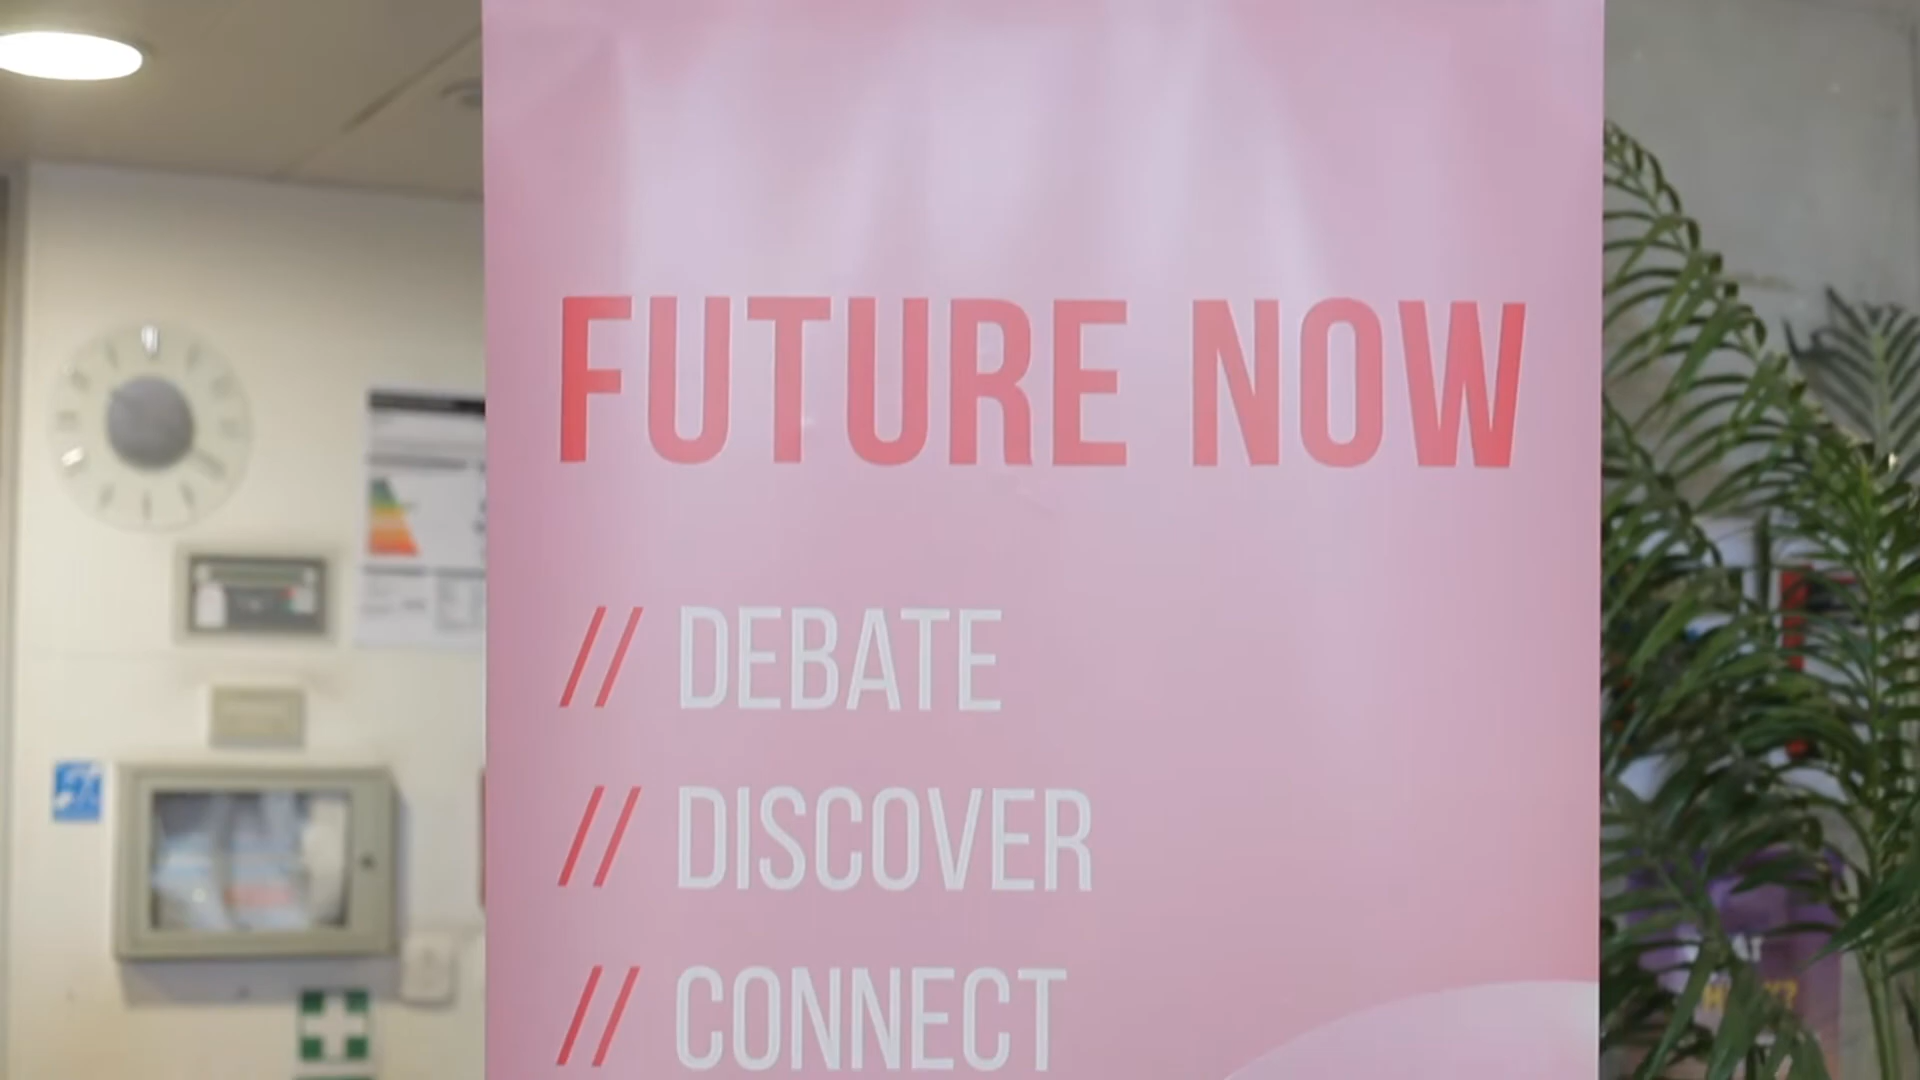 FUTURE NOW
// DEBATE
// DISCOVER
// CONNECT